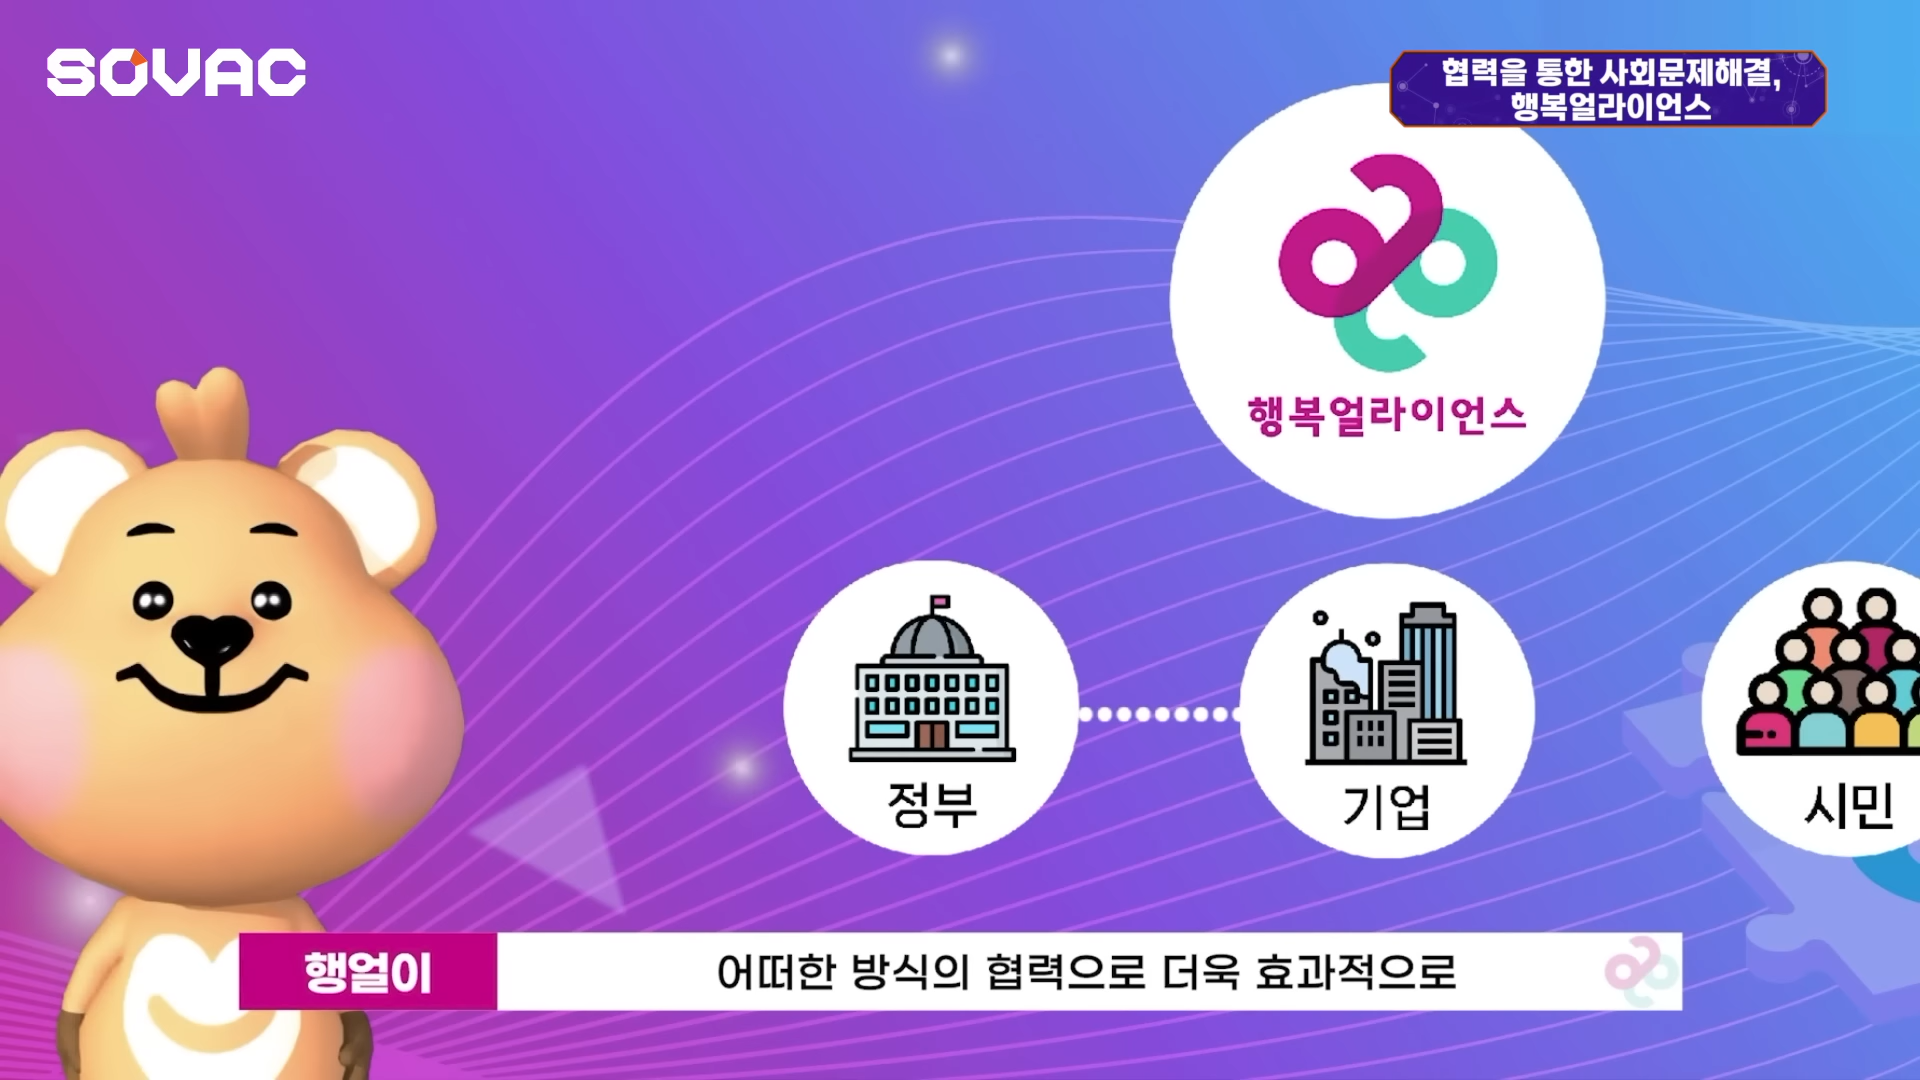 SOVAC
협력을 통한 사회문제해결,
행복얼라이언스
행복얼라이언스
정부
기업
시민
행얼이
어떠한 방식의 협력으로 더욱 효과적으로